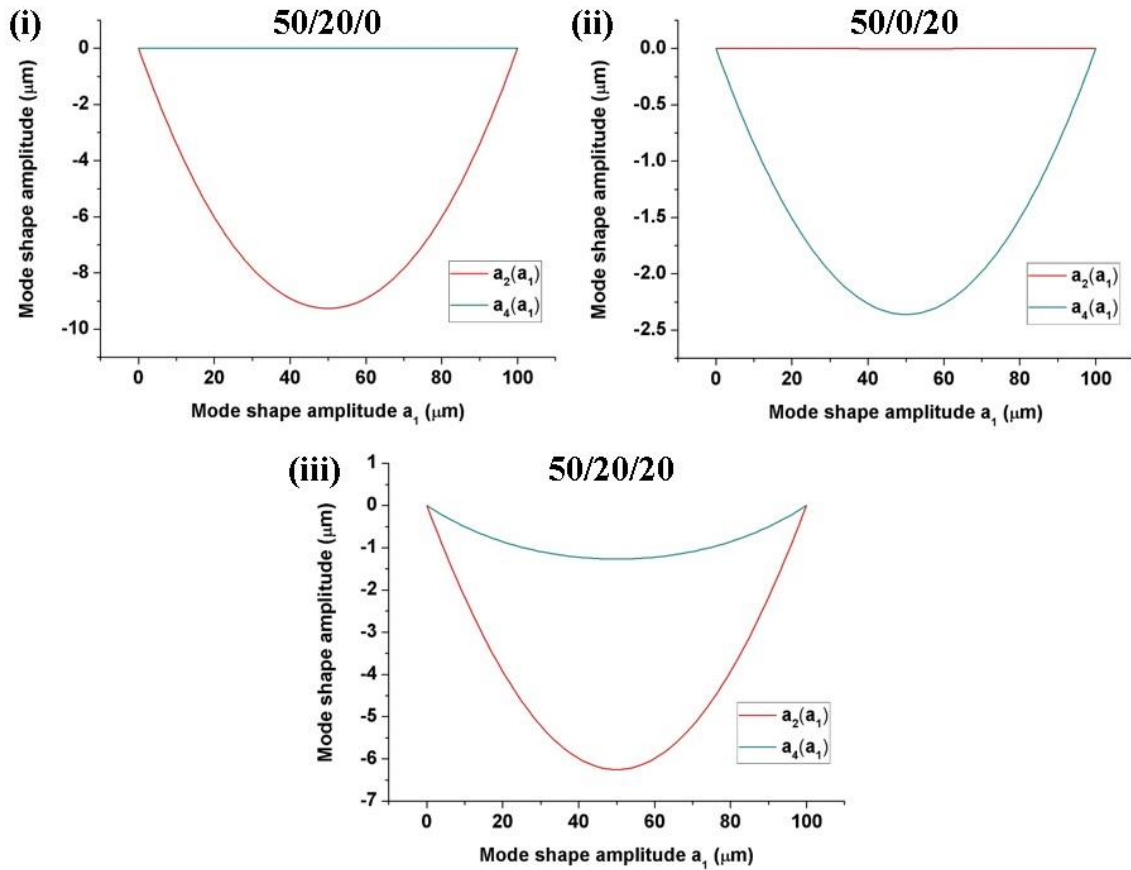 (i) 50/20/0
0
-2
-4
-6
-8
-10
Mode shape amplitude (μm)
a₂(a₁)
a₄(a₁)
0 20 40 60 80 100
Mode shape amplitude a₁ (μm)
(ii) 50/0/20
0.0
-0.5
-1.0
-1.5
-2.0
-2.5
Mode shape amplitude (μm)
a₂(a₁)
a₄(a₁)
0 20 40 60 80 100
Mode shape amplitude a₁ (μm)
(iii) 50/20/20
1
0
-1
-2
-3
-4
-5
-6
-7
Mode shape amplitude (μm)
a₂(a₁)
a₄(a₁)
0 20 40 60 80 100
Mode shape amplitude a₁ (μm)